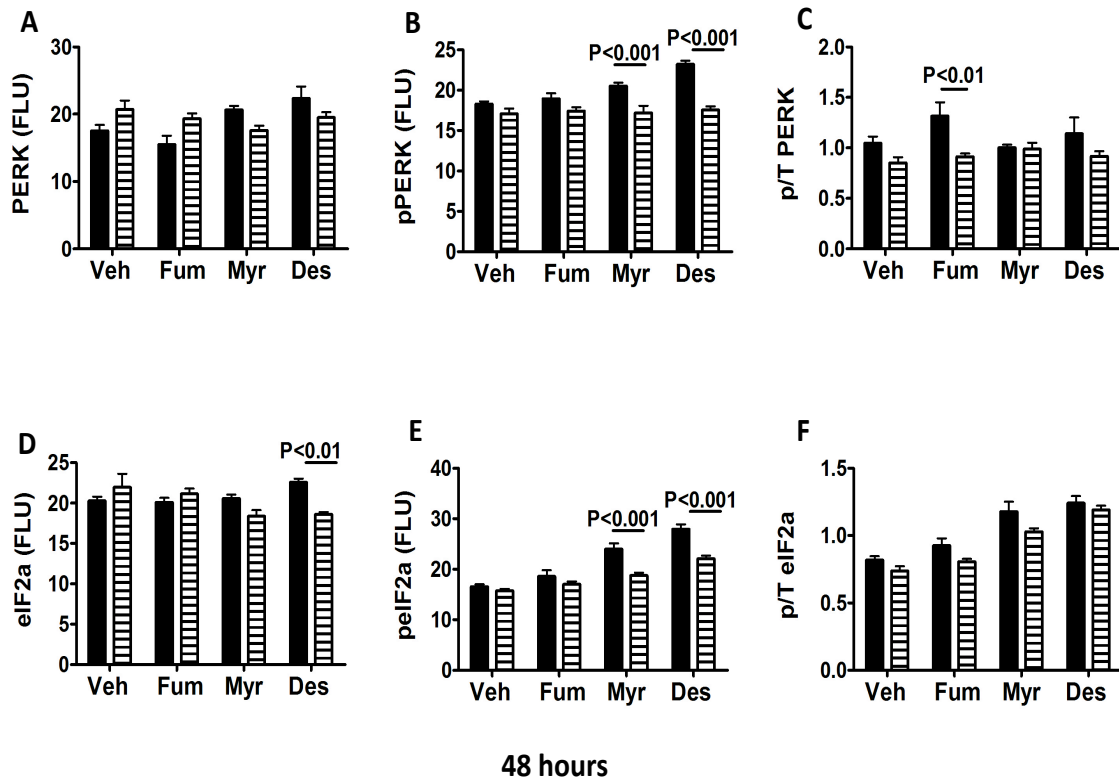 A
PERK (FLU)
30
20
10
0
Veh Fum Myr Des
B
pPERK (FLU)
25
20
15
10
5
0
P<0.001
P<0.001
Veh Fum Myr Des
C
p/T PERK
2.0
1.5
1.0
0.5
0.0
P<0.01
Veh Fum Myr Des
D
eIF2a (FLU)
25
20
15
10
5
0
P<0.01
Veh Fum Myr Des
E
peIF2a (FLU)
40
30
20
10
0
P<0.001
P<0.001
Veh Fum Myr Des
F
p/T eIF2a
1.5
1.0
0.5
0.0
Veh Fum Myr Des
48 hours